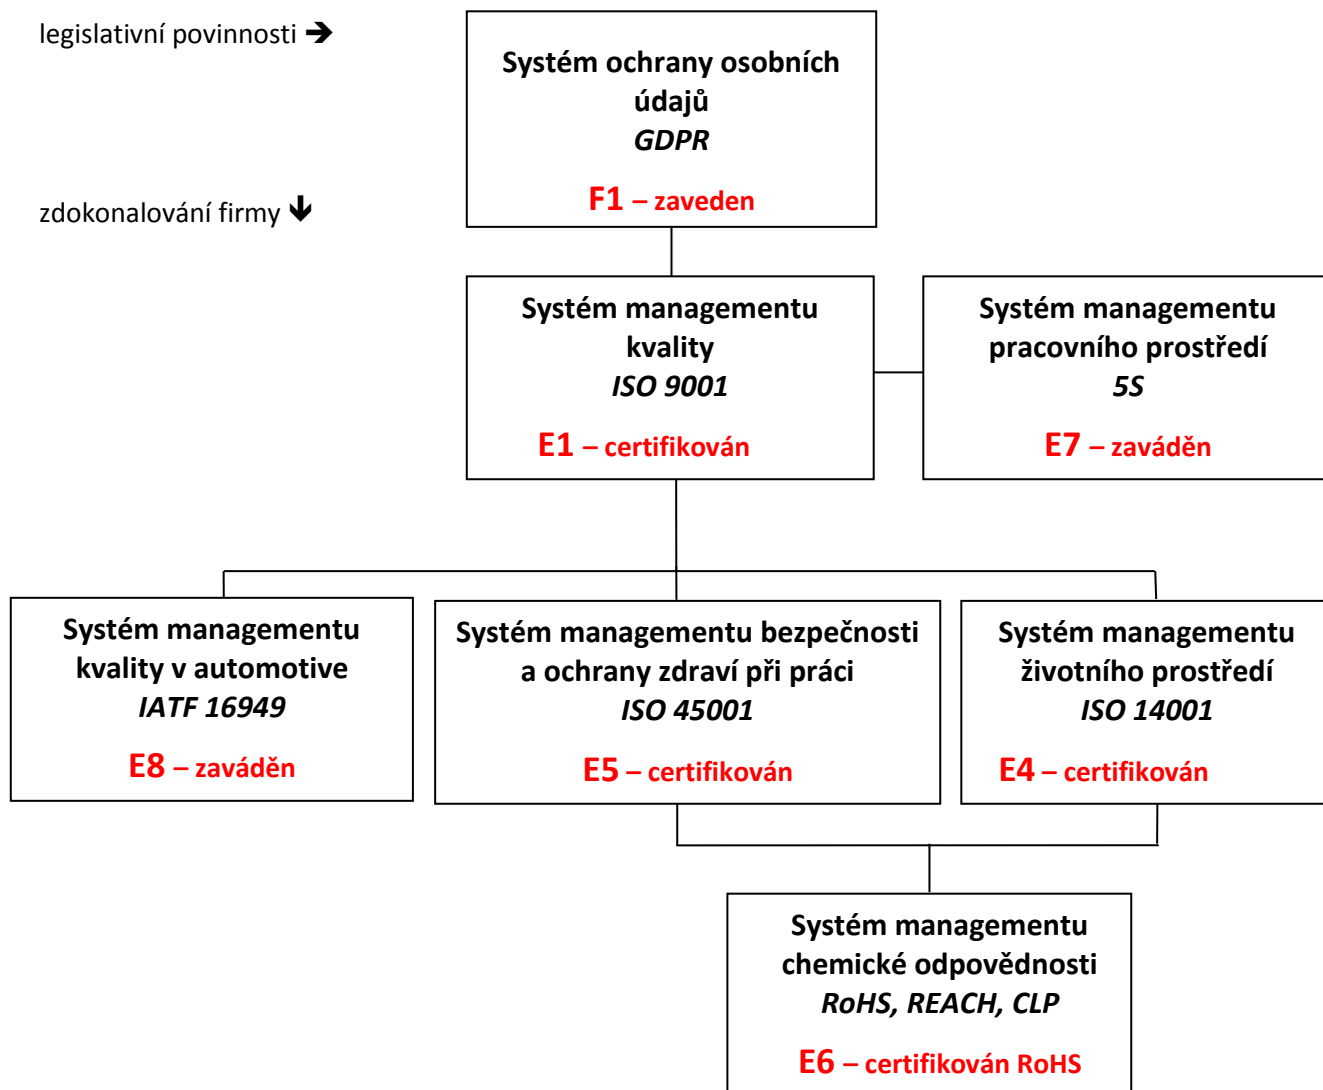 legislativní povinnosti ➔
Systém ochrany osobních
údajů
GDPR
F1 – zaveden
zdokonalování firmy 🡻
Systém managementu
kvality
ISO 9001
E1 – certifikován
Systém managementu
pracovního prostředí
5S
E7 – zaváděn
Systém managementu
kvality v automotive
IATF 16949
E8 – zaváděn
Systém managementu bezpečnosti
a ochrany zdraví při práci
ISO 45001
E5 – certifikován
Systém managementu
životního prostředí
ISO 14001
E4 – certifikován
Systém managementu
chemické odpovědnosti
RoHS, REACH, CLP
E6 – certifikován RoHS